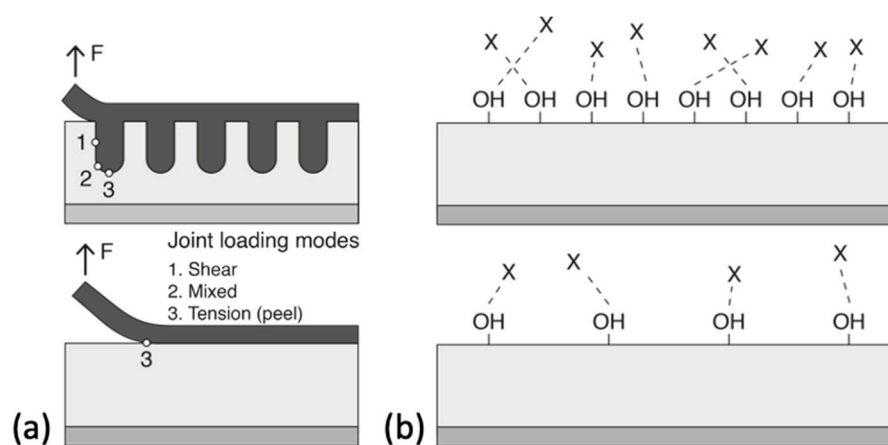 F
1
2
3
Joint loading modes
1. Shear
2. Mixed
3. Tension (peel)
F
3
(a)
X X X X X X X X
OH OH OH OH OH OH OH OH
X X X X
OH OH OH OH
(b)